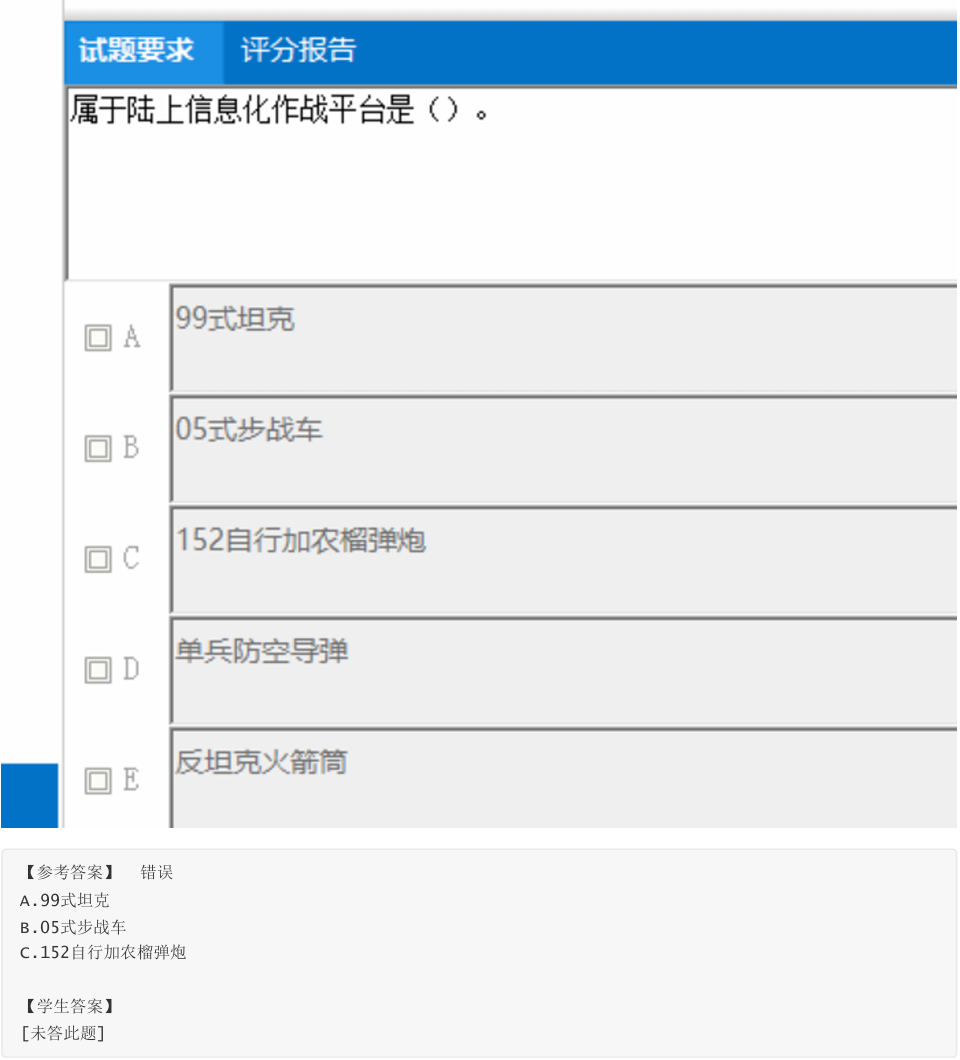 试题要求 评分报告
属于陆上信息化作战平台是（）。
A 99式坦克
B 05式步战车
C 152自行加农榴弹炮
D 单兵防空导弹
E 反坦克火箭筒
【参考答案】 错误
A.99式坦克
B.05式步战车
C.152自行加农榴弹炮
【学生答案】
[未答此题]